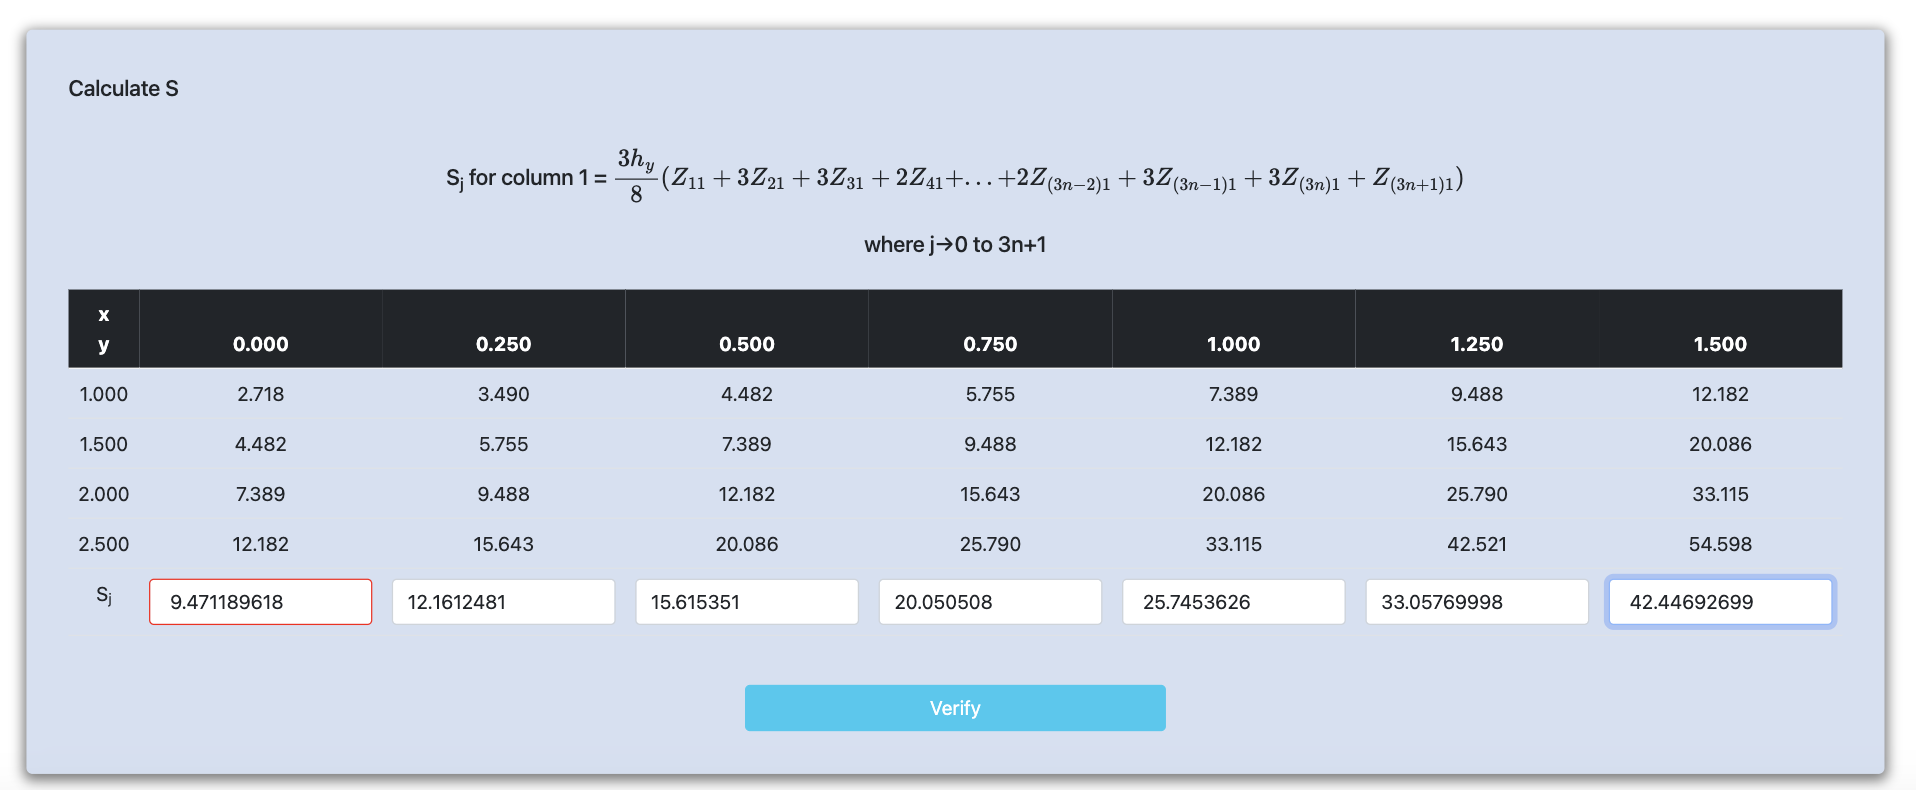 Calculate S
S_j for column 1 = \frac{3h_y}{8}(Z_{11} + 3Z_{21} + 3Z_{31} + 2Z_{41}+...+2Z_{(3n-2)1} + 3Z_{(3n-1)1} + 3Z_{(3n)1} + Z_{(3n+1)1})
where j→0 to 3n+1
x
y 0.000 0.250 0.500 0.750 1.000 1.250 1.500
1.000 2.718 3.490 4.482 5.755 7.389 9.488 12.182
1.500 4.482 5.755 7.389 9.488 12.182 15.643 20.086
2.000 7.389 9.488 12.182 15.643 20.086 25.790 33.115
2.500 12.182 15.643 20.086 25.790 33.115 42.521 54.598
S_j 9.471189618 12.1612481 15.615351 20.050508 25.7453626 33.05769998 42.44692699
Verify